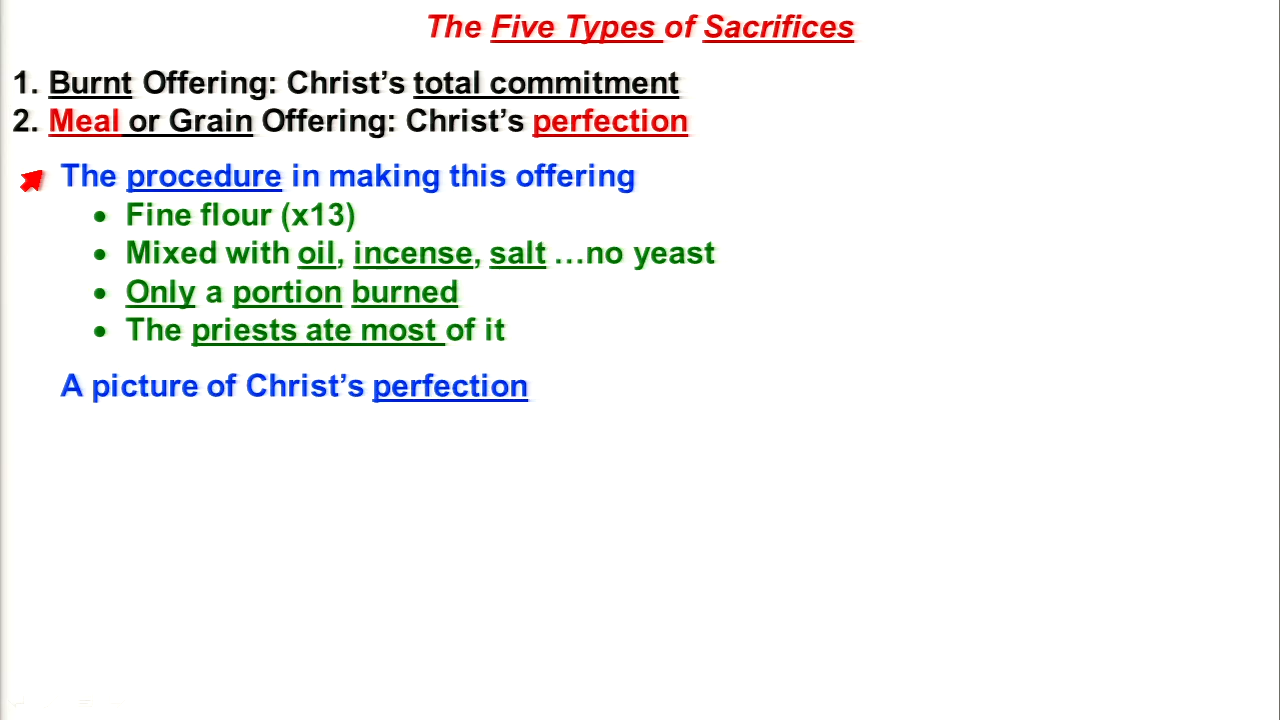 The Five Types of Sacrifices
1. Burnt Offering: Christ’s total commitment
2. Meal or Grain Offering: Christ’s perfection
The procedure in making this offering
• Fine flour (x13)
• Mixed with oil, incense, salt …no yeast
• Only a portion burned
• The priests ate most of it
A picture of Christ’s perfection